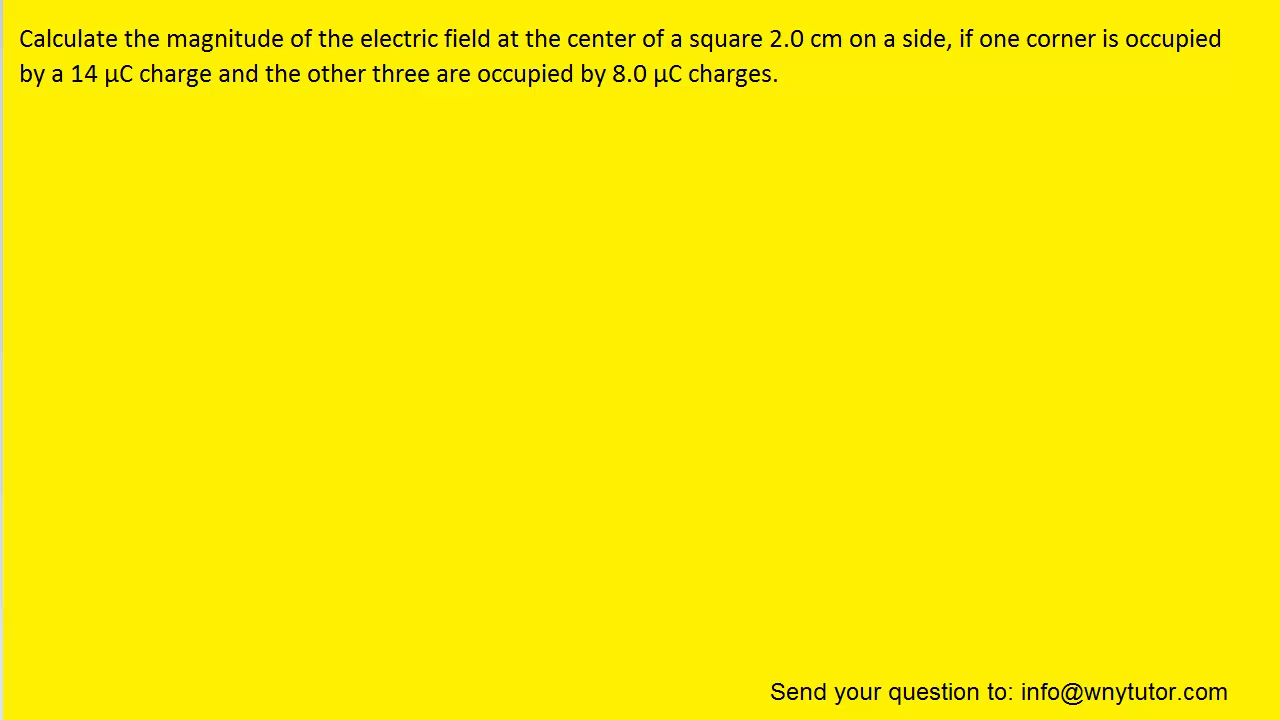 Calculate the magnitude of the electric field at the center of a square 2.0 cm on a side, if one corner is occupied
by a 14 µC charge and the other three are occupied by 8.0 µC charges.
Send your question to: info@wnytutor.com